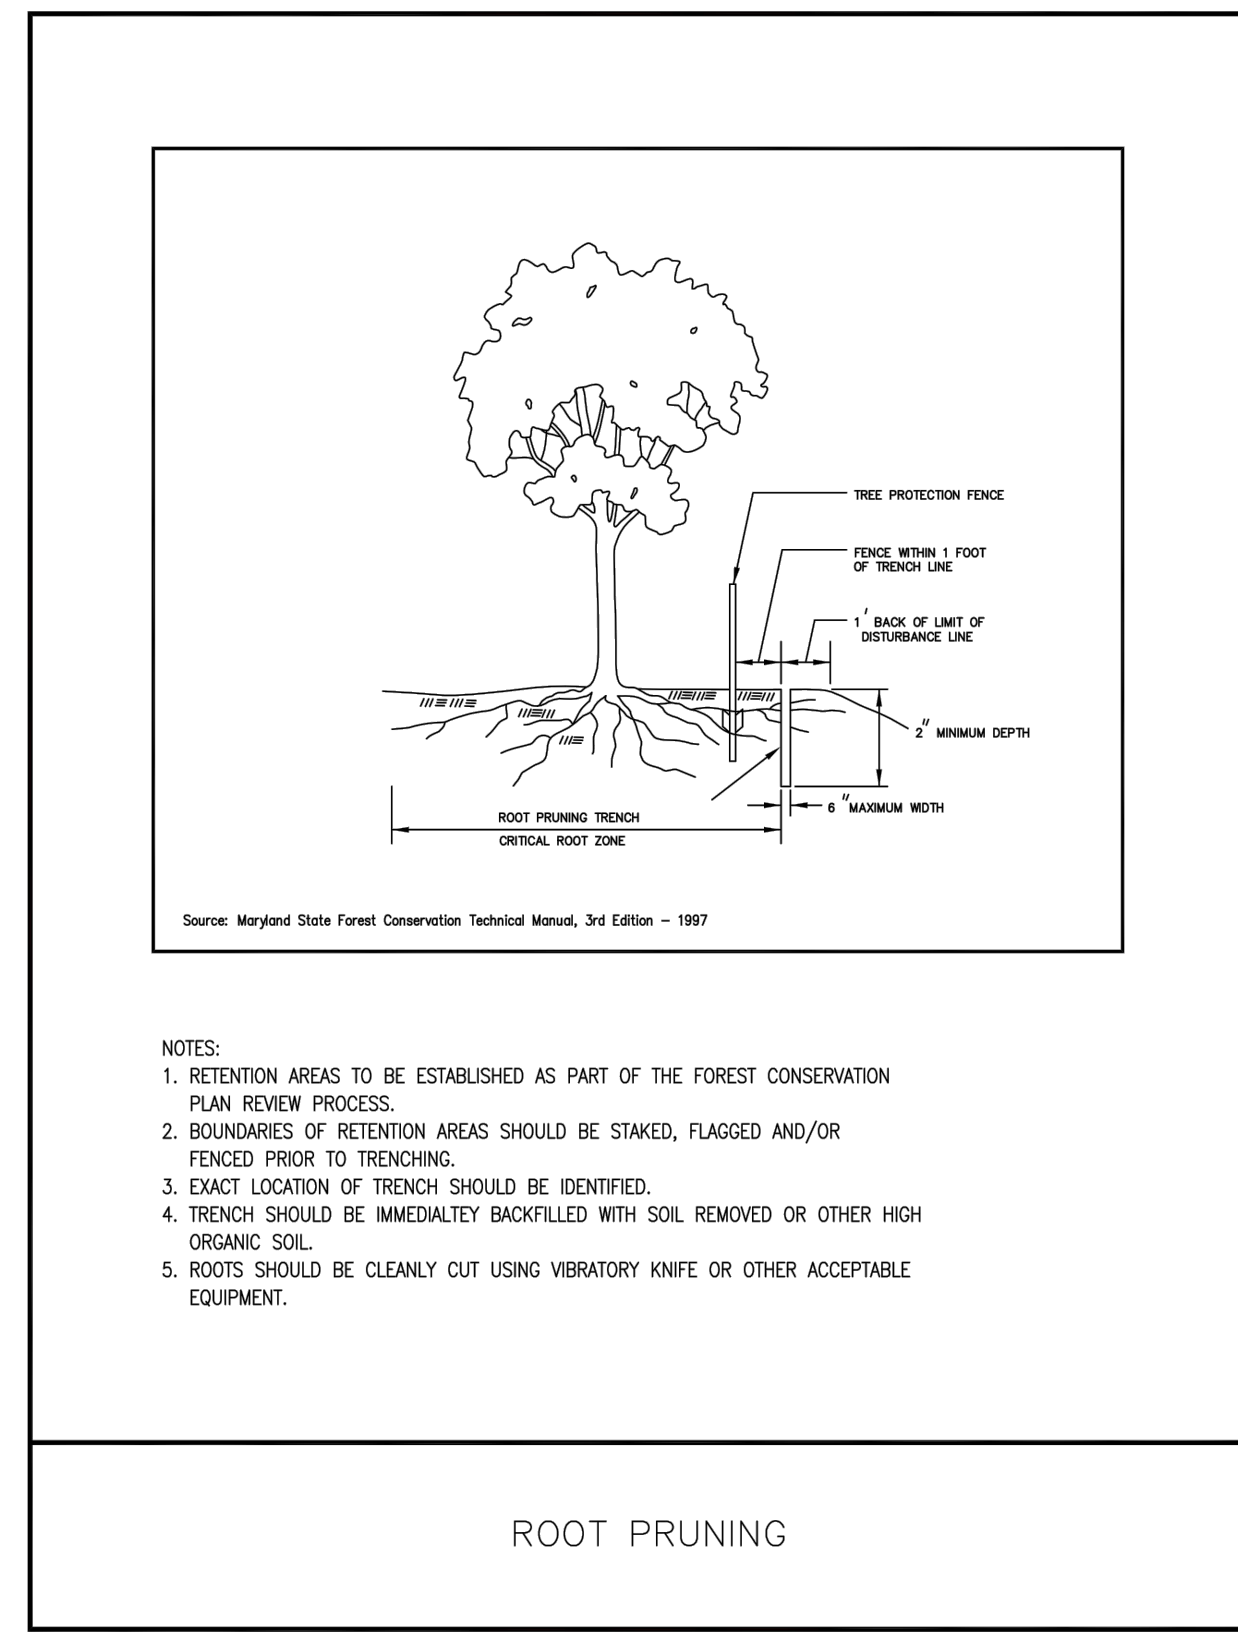 TREE PROTECTION FENCE
FENCE WITHIN 1 FOOT
OF TRENCH LINE
1' BACK OF LIMIT OF
DISTURBANCE LINE
2" MINIMUM DEPTH
6 "MAXIMUM WIDTH
ROOT PRUNING TRENCH
CRITICAL ROOT ZONE
Source: Maryland State Forest Conservation Technical Manual, 3rd Edition – 1997
NOTES:
1. RETENTION AREAS TO BE ESTABLISHED AS PART OF THE FOREST CONSERVATION
PLAN REVIEW PROCESS.
2. BOUNDARIES OF RETENTION AREAS SHOULD BE STAKED, FLAGGED AND/OR
FENCED PRIOR TO TRENCHING.
3. EXACT LOCATION OF TRENCH SHOULD BE IDENTIFIED.
4. TRENCH SHOULD BE IMMEDIALTEY BACKFILLED WITH SOIL REMOVED OR OTHER HIGH
ORGANIC SOIL.
5. ROOTS SHOULD BE CLEANLY CUT USING VIBRATORY KNIFE OR OTHER ACCEPTABLE
EQUIPMENT.
ROOT PRUNING